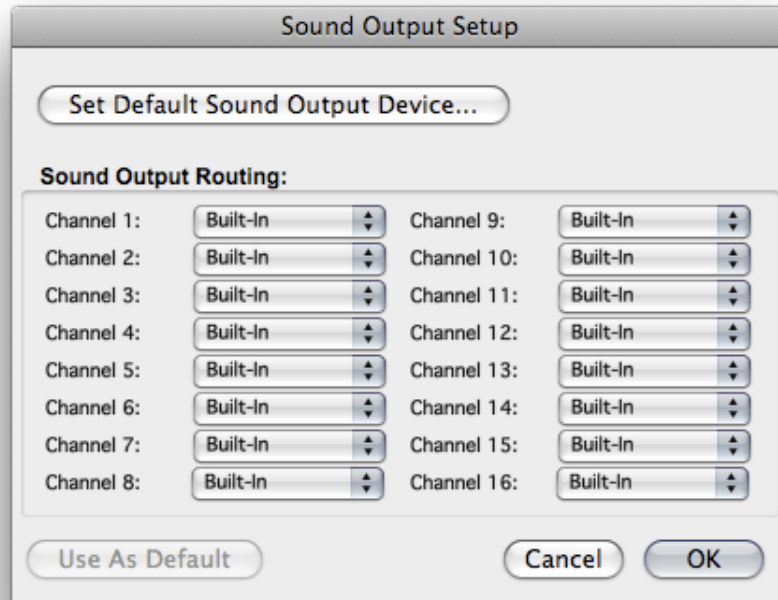 Sound Output Setup
Set Default Sound Output Device...
Sound Output Routing:
Channel 1: Built-In Channel 9: Built-In
Channel 2: Built-In Channel 10: Built-In
Channel 3: Built-In Channel 11: Built-In
Channel 4: Built-In Channel 12: Built-In
Channel 5: Built-In Channel 13: Built-In
Channel 6: Built-In Channel 14: Built-In
Channel 7: Built-In Channel 15: Built-In
Channel 8: Built-In Channel 16: Built-In
Use As Default Cancel OK